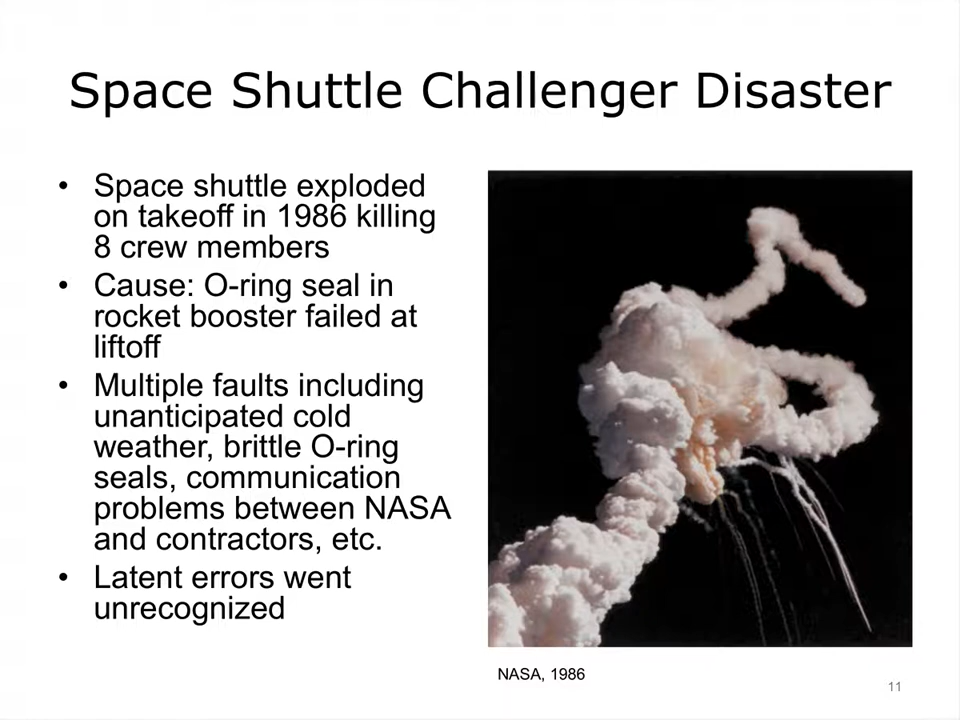 Space Shuttle Challenger Disaster
• Space shuttle exploded
on takeoff in 1986 killing
8 crew members
• Cause: O-ring seal in
rocket booster failed at
liftoff
• Multiple faults including
unanticipated cold
weather, brittle O-ring
seals, communication
problems between NASA
and contractors, etc.
• Latent errors went
unrecognized
NASA, 1986
11